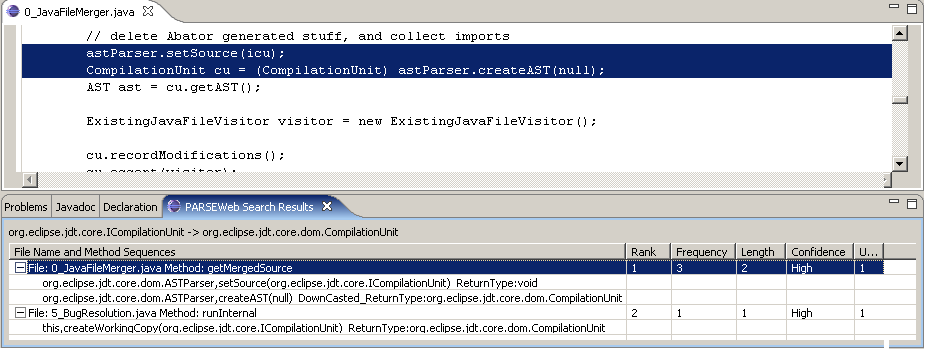 0_JavaFileMerger.java
// delete Abator generated stuff, and collect imports
astParser.setSource(icu);
CompilationUnit cu = (CompilationUnit) astParser.createAST(null);
AST ast = cu.getAST();
ExistingJavaFileVisitor visitor = new ExistingJavaFileVisitor();
cu.recordModifications();
cu.accept(visitor);
Problems Javadoc Declaration PARSEWeb Search Results
org.eclipse.jdt.core.ICompilationUnit -> org.eclipse.jdt.core.dom.CompilationUnit
File Name and Method Sequences Rank Frequency Length Confidence U...
File: 0_JavaFileMerger.java Method: getMergedSource 1 3 2 High 1
org.eclipse.jdt.core.dom.ASTParser,setSource(org.eclipse.jdt.core.ICompilationUnit) ReturnType:void
org.eclipse.jdt.core.dom.ASTParser,createAST(null) DownCasted_ReturnType:org.eclipse.jdt.core.dom.CompilationUnit
File: 5_BugResolution.java Method: runInternal 2 1 1 High 1
this,createWorkingCopy(org.eclipse.jdt.core.ICompilationUnit) ReturnType:org.eclipse.jdt.core.dom.CompilationUnit